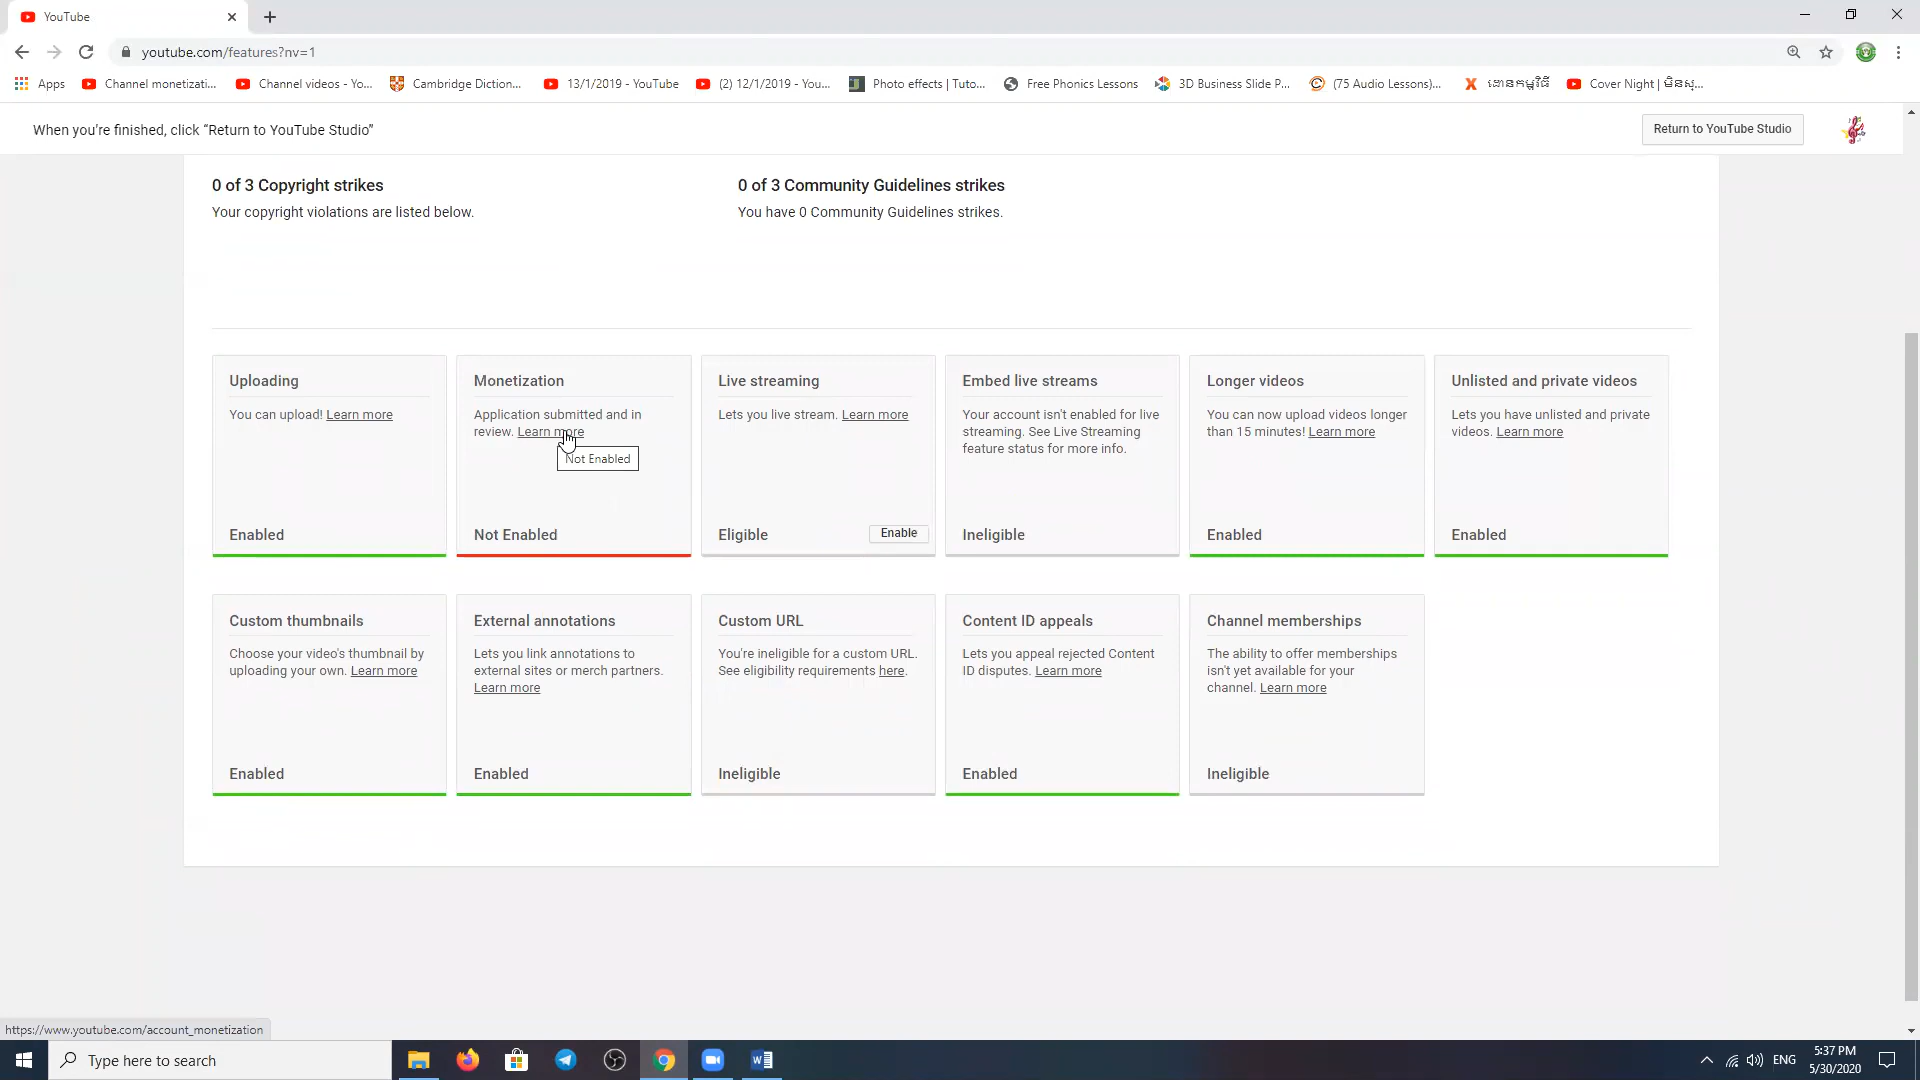 YouTube
youtube.com/features?nv=1
Apps
Channel monetizati...
Channel videos - Yo...
Cambridge Diction...
13/1/2019 - YouTube
(2) 12/1/2019 - You...
Photo effects | Tuto...
Free Phonics Lessons
3D Business Slide P...
(75 Audio Lessons)...
ដោនកម្មវិធី
Cover Night | មិនស្...
When you're finished, click “Return to YouTube Studio”
Return to YouTube Studio
0 of 3 Copyright strikes
Your copyright violations are listed below.
0 of 3 Community Guidelines strikes
You have 0 Community Guidelines strikes.
Uploading
You can upload! Learn more
Enabled
Monetization
Application submitted and in
review. Learn more
Not Enabled
Not Enabled
Live streaming
Lets you live stream. Learn more
Eligible
Enable
Embed live streams
Your account isn't enabled for live
streaming. See Live Streaming
feature status for more info.
Ineligible
Longer videos
You can now upload videos longer
than 15 minutes! Learn more
Enabled
Unlisted and private videos
Lets you have unlisted and private
videos. Learn more
Enabled
Custom thumbnails
Choose your video's thumbnail by
uploading your own. Learn more
Enabled
External annotations
Lets you link annotations to
external sites or merch partners.
Learn more
Enabled
Custom URL
You're ineligible for a custom URL.
See eligibility requirements here.
Ineligible
Content ID appeals
Lets you appeal rejected Content
ID disputes. Learn more
Enabled
Channel memberships
The ability to offer memberships
isn't yet available for your
channel. Learn more
Ineligible
https://www.youtube.com/account_monetization
Type here to search
ENG
5:37 PM
5/30/2020